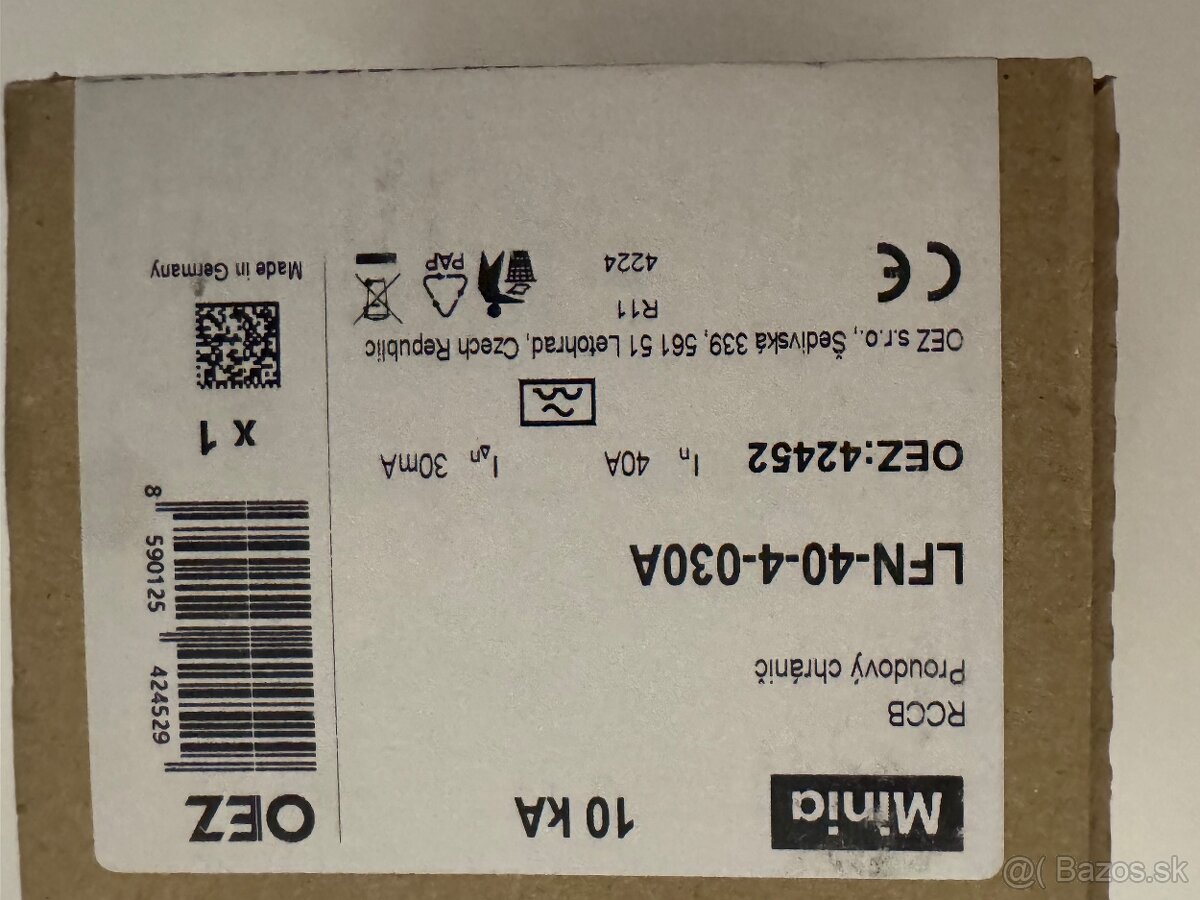 Minia
10 kA
OEZ
RCCB
Proudový chránič
LFN-40-4-030A
OEZ:42452
In 40A
IΔn 30mA
8 590125 424529
x 1
OEZ s.r.o., Šedivská 339, 561 51 Letohrad, Czech Republic
CE
R11
4224
PAP
Made in Germany
@( Bazos.sk